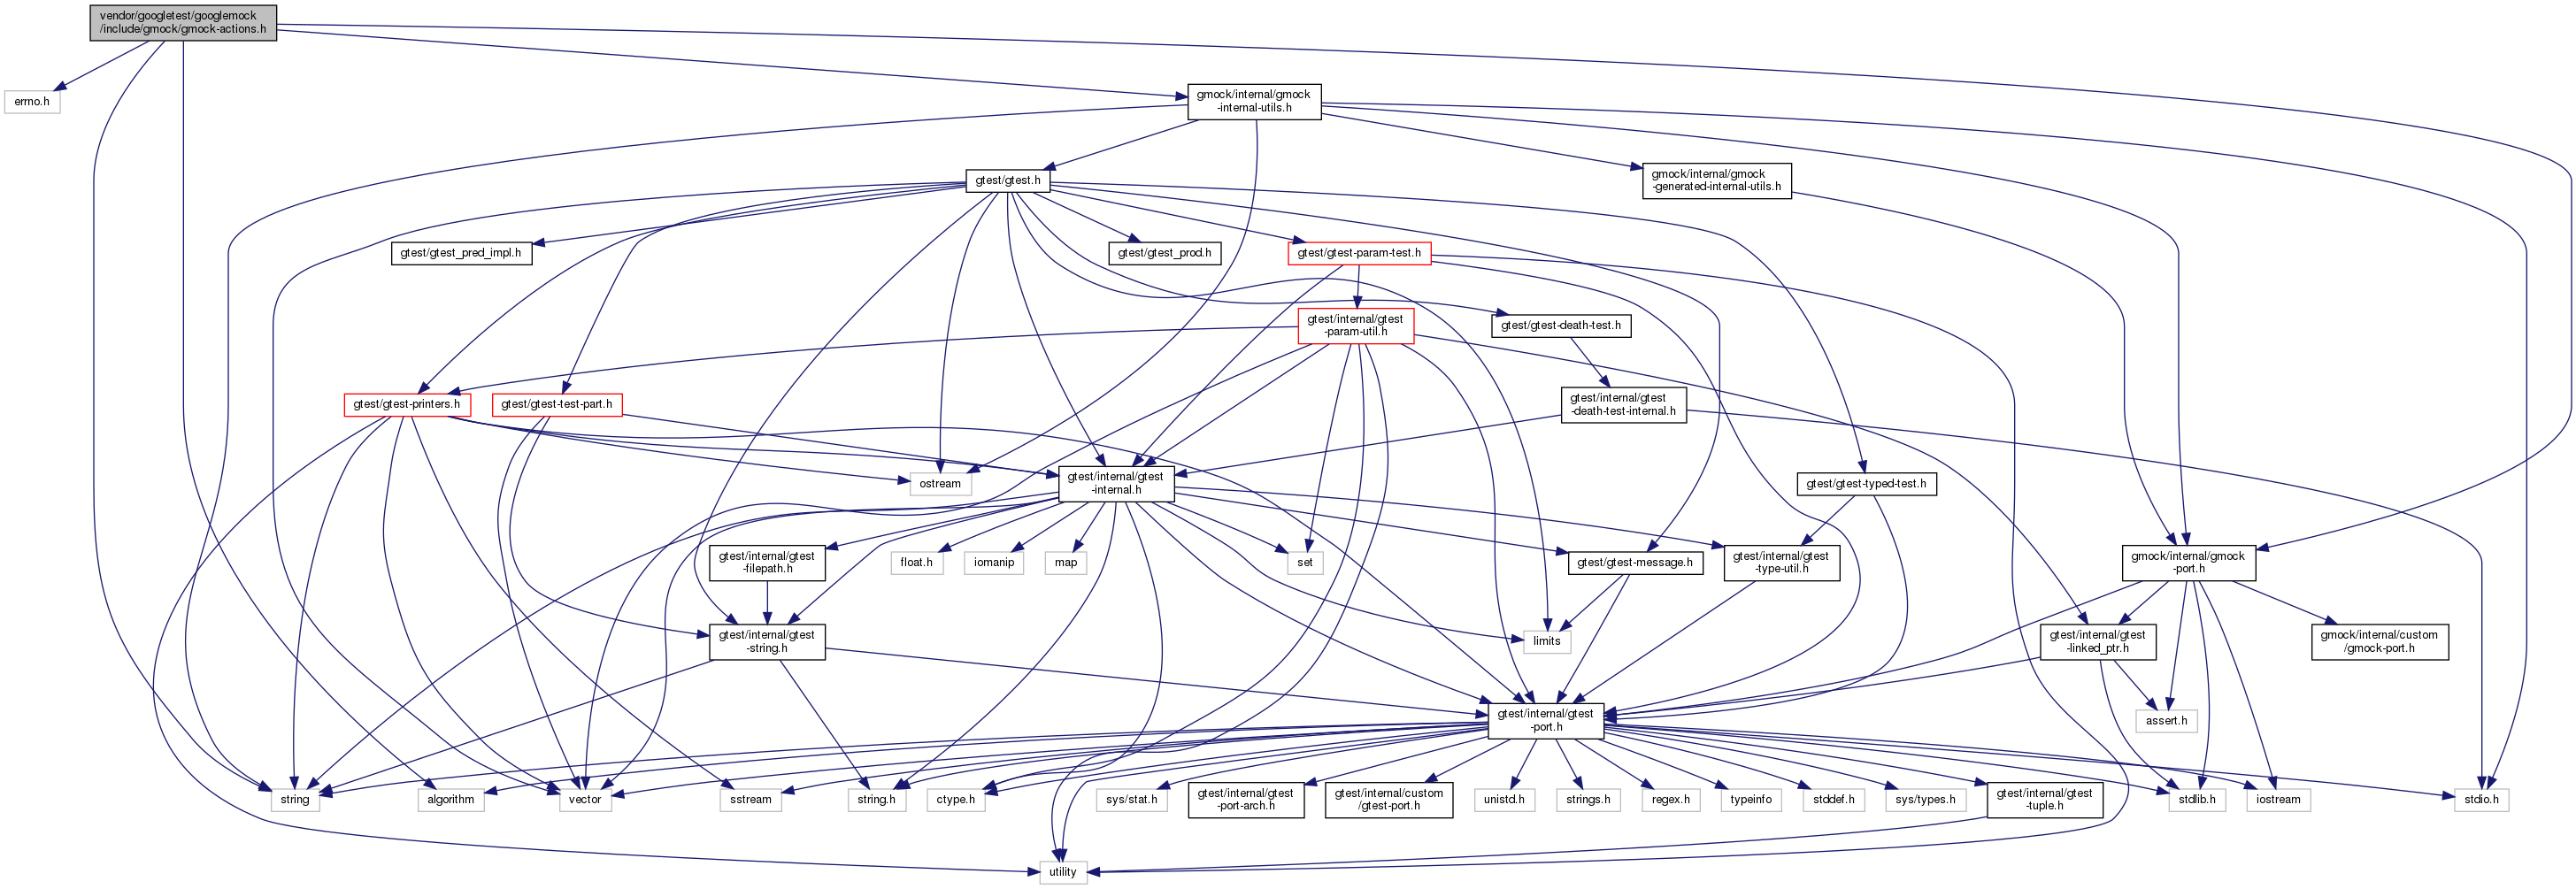 vendor/googletest/googlemock
/include/gmock/gmock-actions.h
errno.h
gmock/internal/gmock
-internal-utils.h
gtest/gtest.h
gmock/internal/gmock
-generated-internal-utils.h
gtest/gtest_pred_impl.h
gtest/gtest_prod.h
gtest/gtest-param-test.h
gtest/internal/gtest
-param-util.h
gtest/gtest-death-test.h
gtest/gtest-printers.h
gtest/gtest-test-part.h
gtest/internal/gtest
-death-test-internal.h
ostream
gtest/internal/gtest
-internal.h
gtest/gtest-typed-test.h
gtest/internal/gtest
-filepath.h
float.h
iomanip
map
set
gtest/gtest-message.h
gtest/internal/gtest
-type-util.h
gmock/internal/gmock
-port.h
gtest/internal/gtest
-string.h
limits
gtest/internal/gtest
-linked_ptr.h
gmock/internal/custom
/gmock-port.h
gtest/internal/gtest
-port.h
assert.h
string
algorithm
vector
sstream
string.h
ctype.h
sys/stat.h
gtest/internal/gtest
-port-arch.h
gtest/internal/custom
/gtest-port.h
unistd.h
strings.h
regex.h
typeinfo
stddef.h
sys/types.h
gtest/internal/gtest
-tuple.h
stdlib.h
iostream
stdio.h
utility